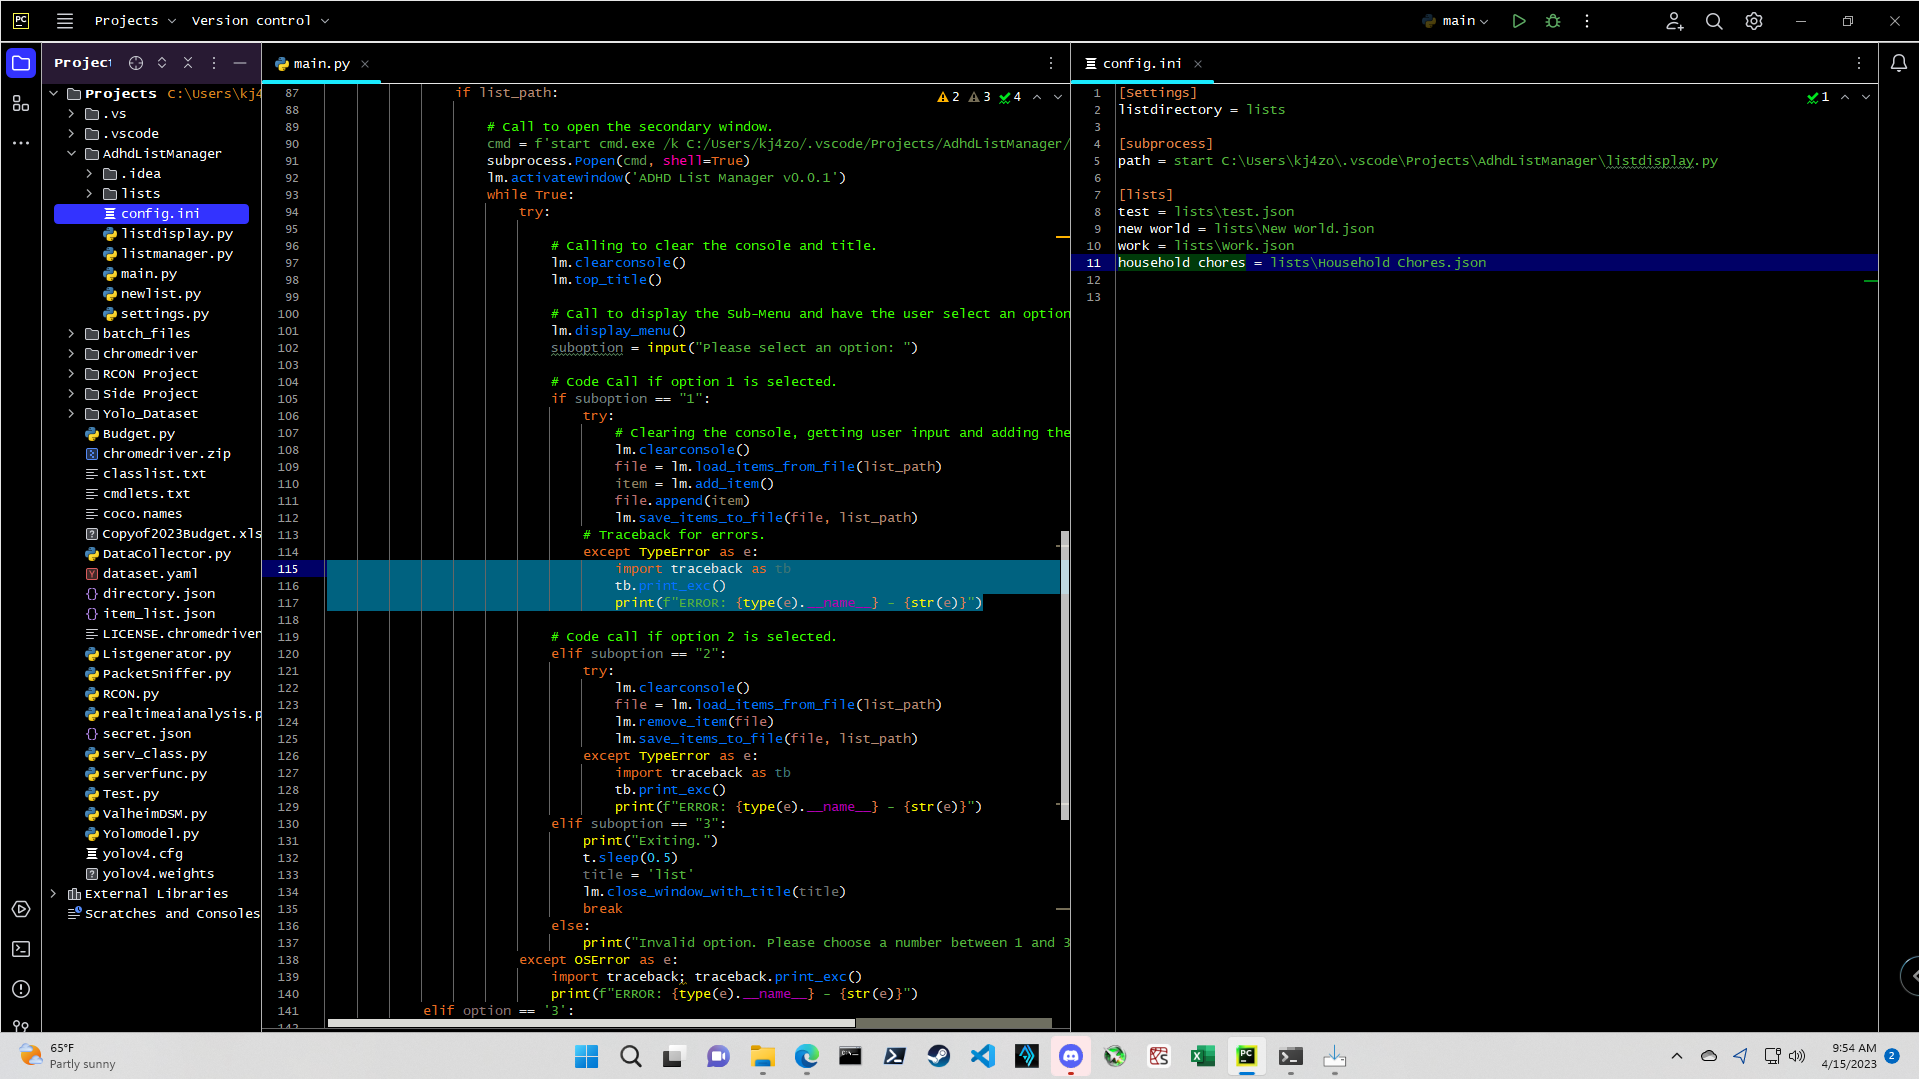 PC
Projects
Version control
main
Project
main.py
config.ini
Projects C:\Users\kj4
.vs
.vscode
AdhdListManager
.idea
lists
config.ini
listdisplay.py
listmanager.py
main.py
newlist.py
settings.py
batch_files
chromedriver
RCON Project
Side Project
Yolo_Dataset
Budget.py
chromedriver.zip
classlist.txt
cmdlets.txt
coco.names
Copyof2023Budget.xls
DataCollector.py
dataset.yaml
directory.json
item_list.json
LICENSE.chromedriver
Listgenerator.py
PacketSniffer.py
RCON.py
realtimeaianalysis.p
secret.json
serv_class.py
serverfunc.py
Test.py
ValheimDSM.py
Yolomodel.py
yolov4.cfg
yolov4.weights
External Libraries
Scratches and Consoles
2 3 4
87 if list_path:
88
89 # Call to open the secondary window.
90 cmd = f'start cmd.exe /k C:/Users/kj4zo/.vscode/Projects/AdhdListManager/
91 subprocess.Popen(cmd, shell=True)
92 lm.activatewindow('ADHD List Manager v0.0.1')
93 while True:
94 try:
95
96 # Calling to clear the console and title.
97 lm.clearconsole()
98 lm.top_title()
99
100 # Call to display the Sub-Menu and have the user select an option
101 lm.display_menu()
102 suboption = input("Please select an option: ")
103
104 # Code Call if option 1 is selected.
105 if suboption == "1":
106 try:
107 # Clearing the console, getting user input and adding the
108 lm.clearconsole()
109 file = lm.load_items_from_file(list_path)
110 item = lm.add_item()
111 file.append(item)
112 lm.save_items_to_file(file, list_path)
113 # Traceback for errors.
114 except TypeError as e:
115 import traceback as tb
116 tb.print_exc()
117 print(f"ERROR: {type(e).__name__} - {str(e)}")
118
119 # Code call if option 2 is selected.
120 elif suboption == "2":
121 try:
122 lm.clearconsole()
123 file = lm.load_items_from_file(list_path)
124 lm.remove_item(file)
125 lm.save_items_to_file(file, list_path)
126 except TypeError as e:
127 import traceback as tb
128 tb.print_exc()
129 print(f"ERROR: {type(e).__name__} - {str(e)}")
130 elif suboption == "3":
131 print("Exiting.")
132 t.sleep(0.5)
133 title = 'list'
134 lm.close_window_with_title(title)
135 break
136 else:
137 print("Invalid option. Please choose a number between 1 and 3
138 except OSError as e:
139 import traceback; traceback.print_exc()
140 print(f"ERROR: {type(e).__name__} - {str(e)}")
141 elif option == '3':
142
1
1 [Settings]
2 listdirectory = lists
3
4 [subprocess]
5 path = start C:\Users\kj4zo\.vscode\Projects\AdhdListManager\listdisplay.py
6
7 [lists]
8 test = lists\test.json
9 new world = lists\New World.json
10 work = lists\Work.json
11 household chores = lists\Household Chores.json
12
13
65°F
Partly sunny
PC
9:54 AM
4/15/2023
2